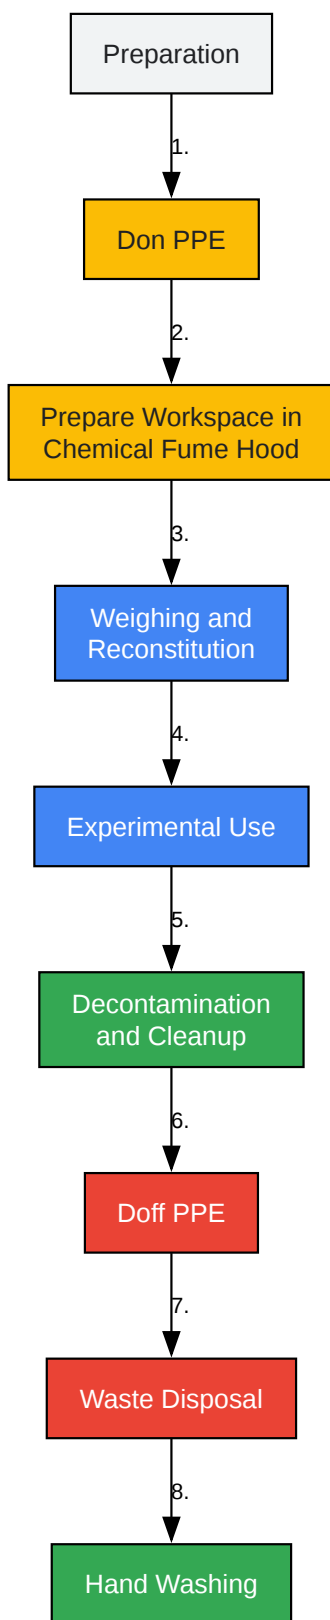 Preparation
1.
Don PPE
2.
Prepare Workspace in
Chemical Fume Hood
3.
Weighing and
Reconstitution
4.
Experimental Use
5.
Decontamination
and Cleanup
6.
Doff PPE
7.
Waste Disposal
8.
Hand Washing